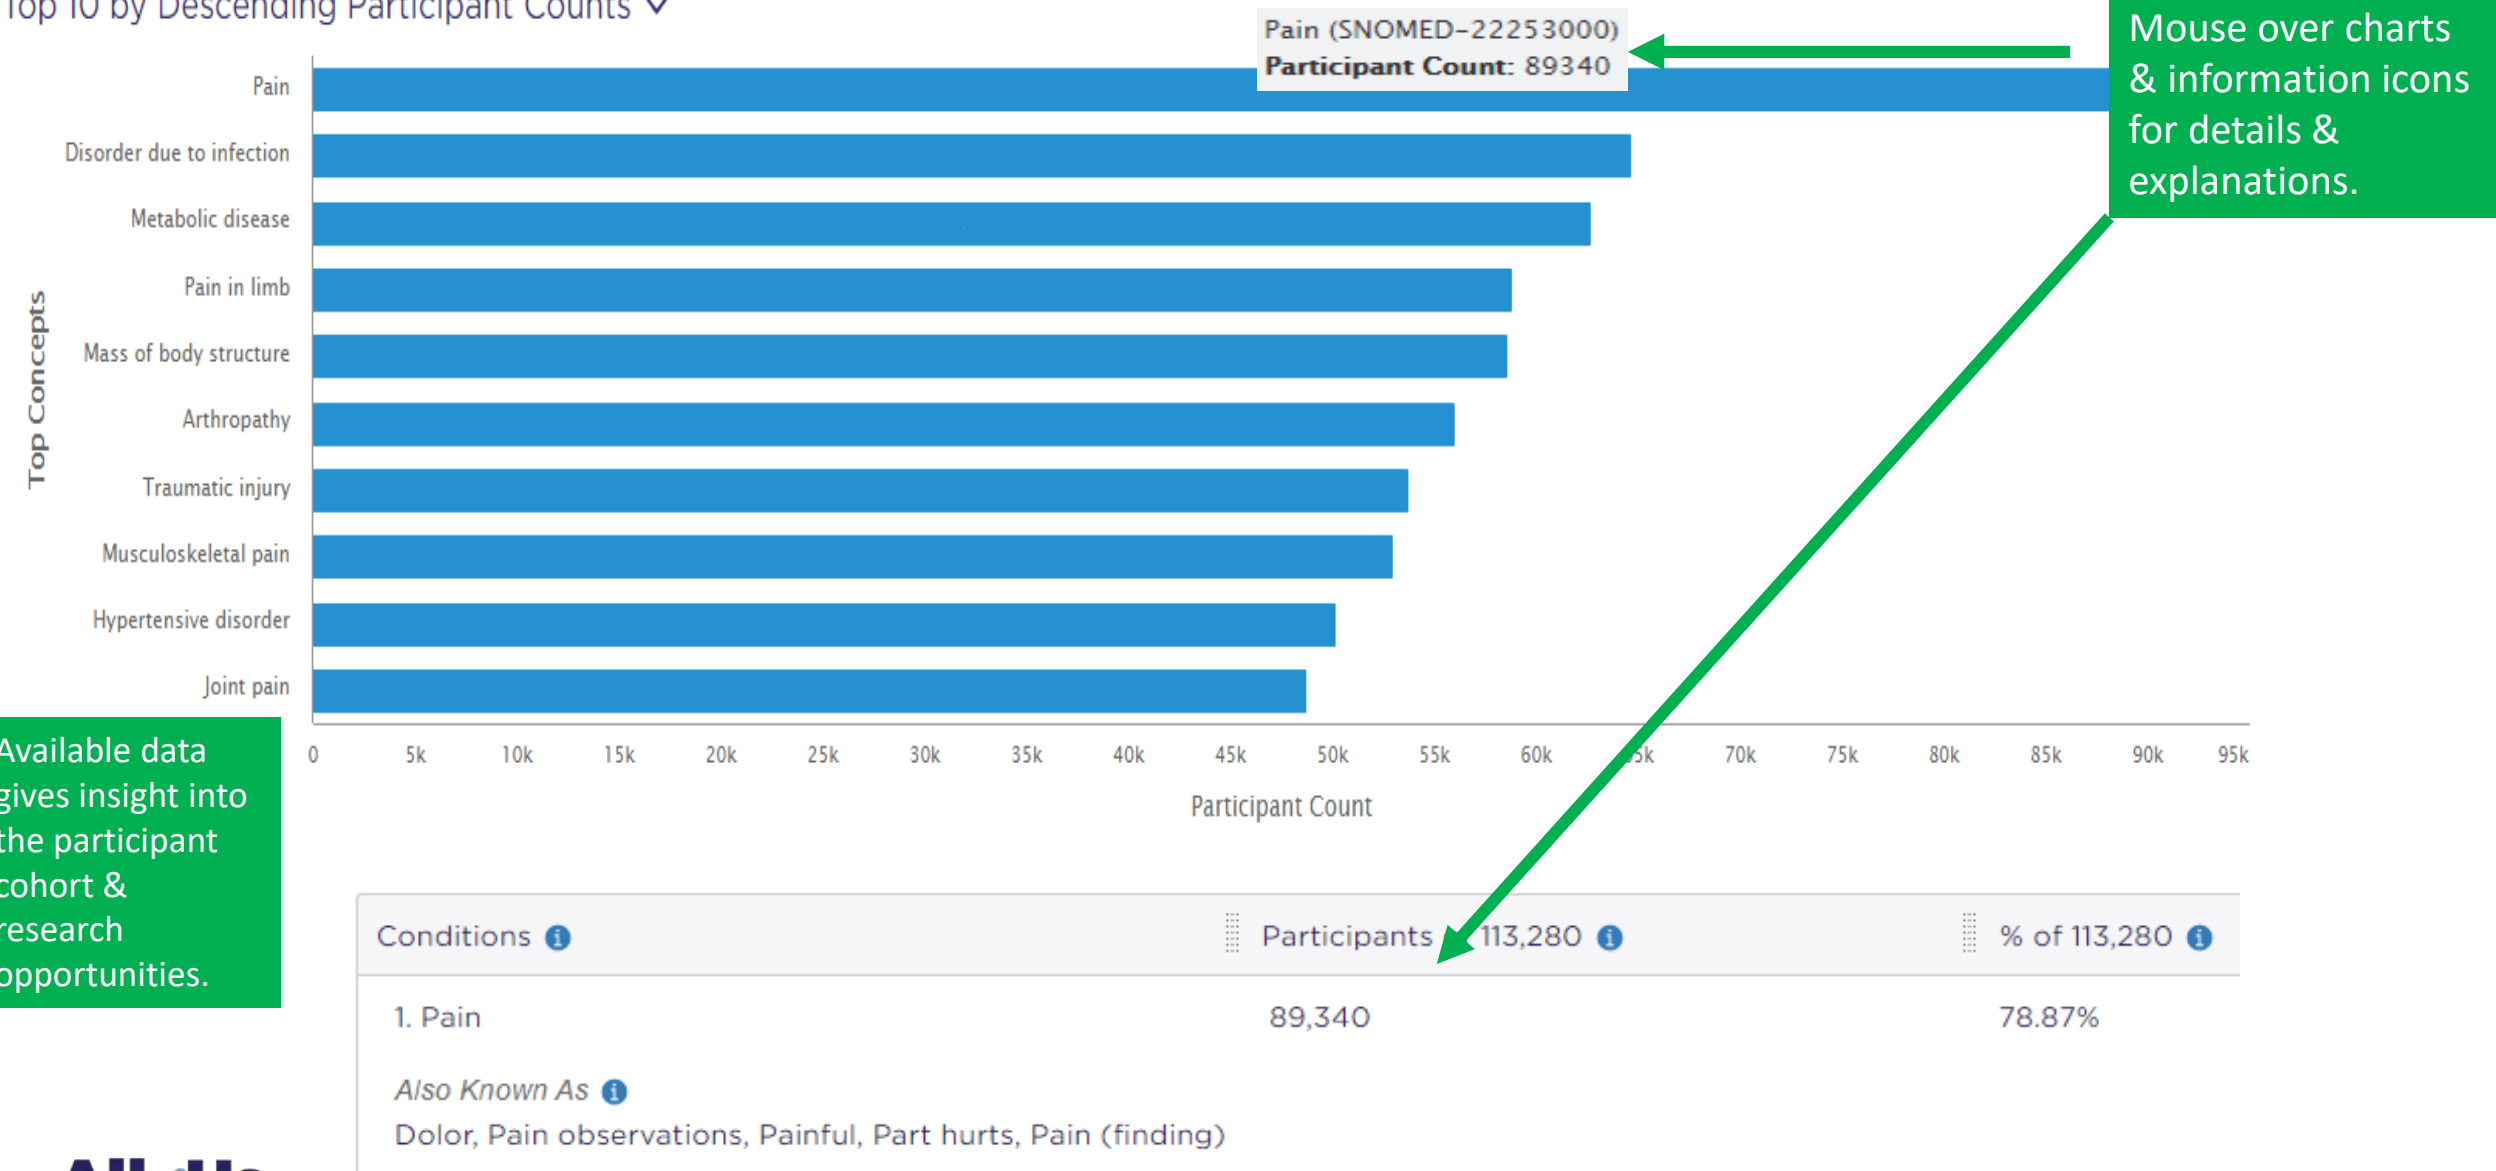 Top 10 by Descending Participant Counts
Pain (SNOMED-22253000)
Participant Count: 89340
Mouse over charts
& information icons
for details &
explanations.
Top Concepts
Pain
Disorder due to infection
Metabolic disease
Pain in limb
Mass of body structure
Arthropathy
Traumatic injury
Musculoskeletal pain
Hypertensive disorder
Joint pain
0 5k 10k 15k 20k 25k 30k 35k 40k 45k 50k 55k 60k 65k 70k 75k 80k 85k 90k 95k
Participant Count
Available data
gives insight into
the participant
cohort &
research
opportunities.
Conditions Participants 113,280 % of 113,280
1. Pain 89,340 78.87%
Also Known As
Dolor, Pain observations, Painful, Part hurts, Pain (finding)